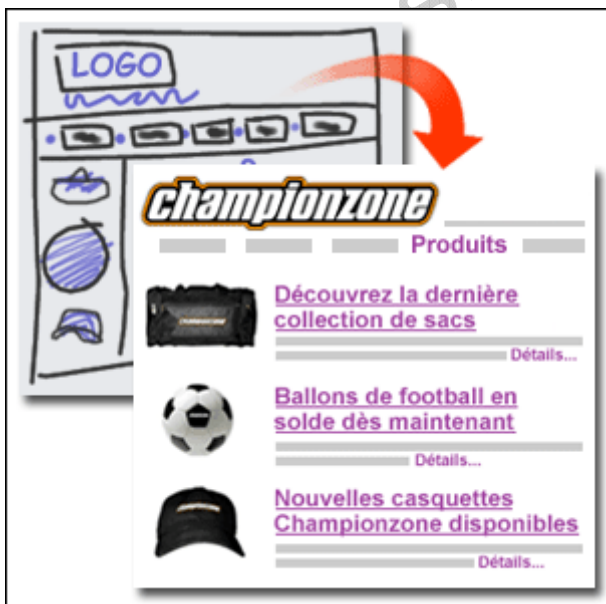 LOGO
championzone
Produits
Découvrez la dernière
collection de sacs
Détails...
Ballons de football en
solde dès maintenant
Détails...
Nouvelles casquettes
Championzone disponibles
Détails...